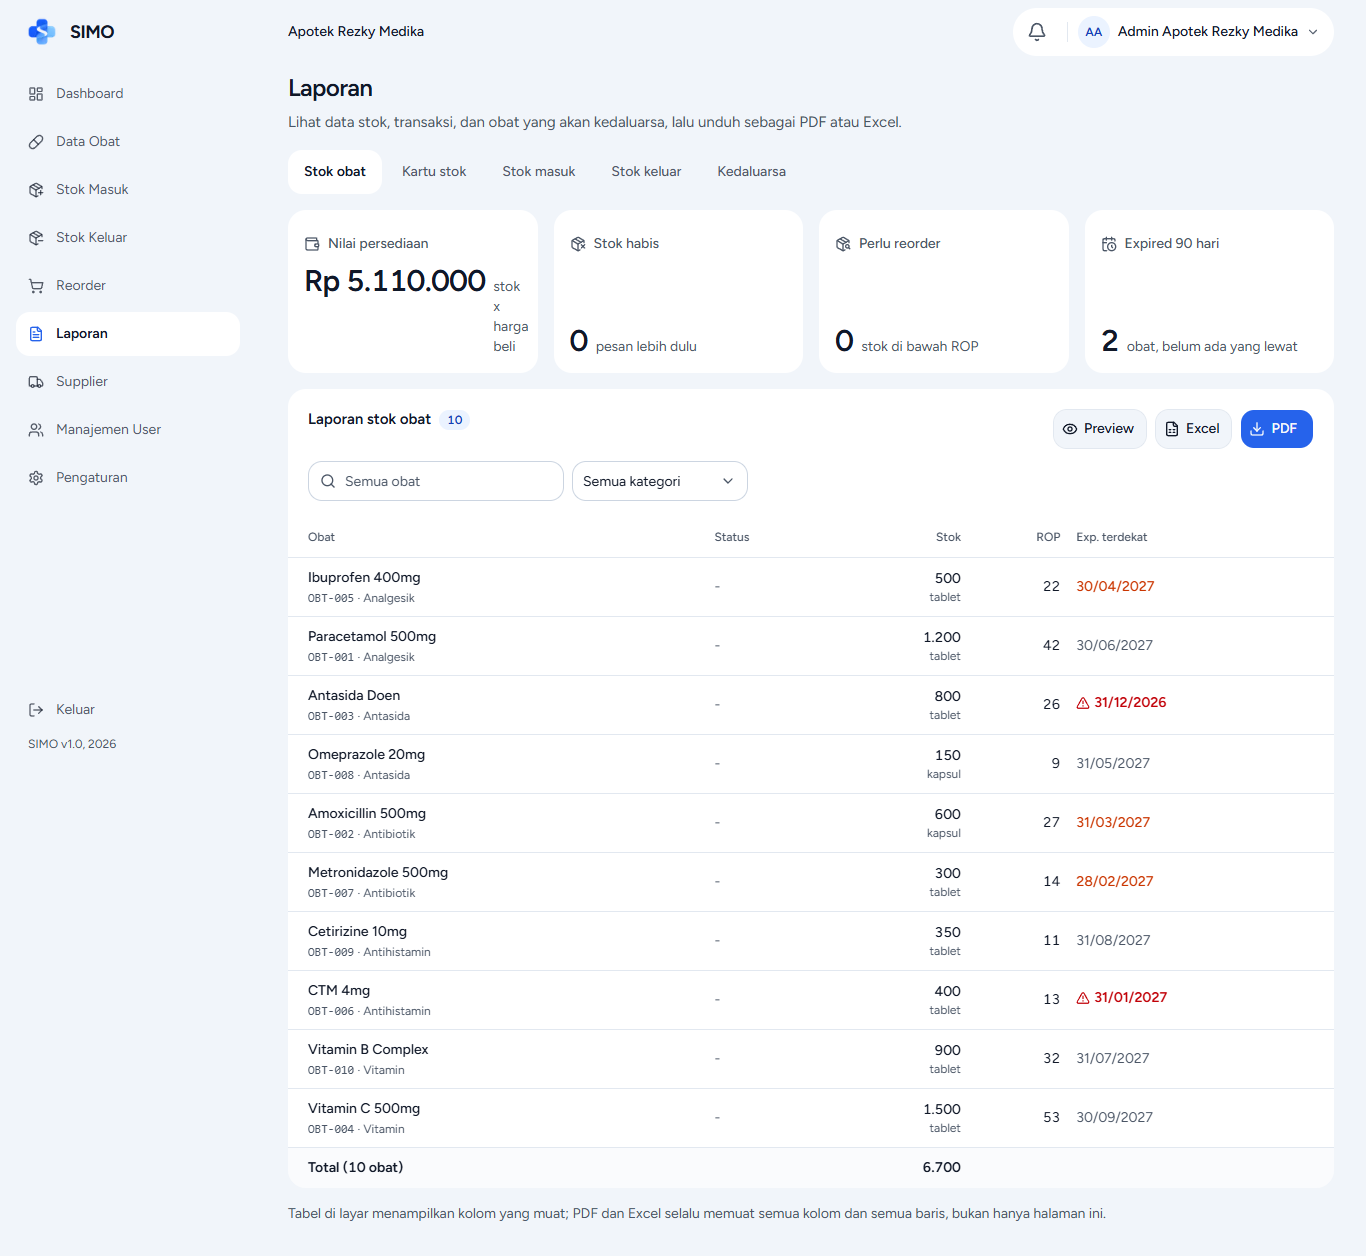 SIMO
Apotek Rezky Medika
AA
Admin Apotek Rezky Medika
Dashboard
Data Obat
Stok Masuk
Stok Keluar
Reorder
Laporan
Supplier
Manajemen User
Pengaturan
Keluar
SIMO v1.0, 2026
Laporan
Lihat data stok, transaksi, dan obat yang akan kedaluarsa, lalu unduh sebagai PDF atau Excel.
Stok obat
Kartu stok
Stok masuk
Stok keluar
Kedaluarsa
Nilai persediaan
Rp 5.110.000
stok
x
harga
beli
Stok habis
0 pesan lebih dulu
Perlu reorder
0 stok di bawah ROP
Expired 90 hari
2 obat, belum ada yang lewat
Laporan stok obat 10
Preview
Excel
PDF
Semua obat
Semua kategori
Obat Status Stok ROP Exp. terdekat
Ibuprofen 400mg - 500 22 30/04/2027
OBT-005 · Analgesik tablet
Paracetamol 500mg - 1.200 42 30/06/2027
OBT-001 · Analgesik tablet
Antasida Doen - 800 26 31/12/2026
OBT-003 · Antasida tablet
Omeprazole 20mg - 150 9 31/05/2027
OBT-008 · Antasida kapsul
Amoxicillin 500mg - 600 27 31/03/2027
OBT-002 · Antibiotik kapsul
Metronidazole 500mg - 300 14 28/02/2027
OBT-007 · Antibiotik tablet
Cetirizine 10mg - 350 11 31/08/2027
OBT-009 · Antihistamin tablet
CTM 4mg - 400 13 31/01/2027
OBT-006 · Antihistamin tablet
Vitamin B Complex - 900 32 31/07/2027
OBT-010 · Vitamin tablet
Vitamin C 500mg - 1.500 53 30/09/2027
OBT-004 · Vitamin tablet
Total (10 obat) 6.700
Tabel di layar menampilkan kolom yang muat; PDF dan Excel selalu memuat semua kolom dan semua baris, bukan hanya halaman ini.